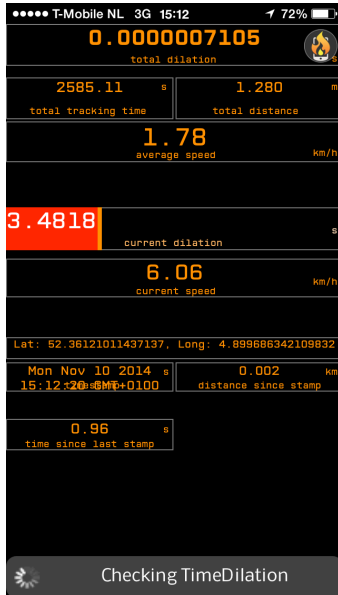 T-Mobile NL 3G 15:12 72%
0.0000007105
total dilation s
2585.11 s 1.280 m
total tracking time total distance
1.78
average speed km/h
3.4818
current dilation s
6.06
current speed km/h
Lat: 52.36121011437137, Long: 4.899686342109832
Mon Nov 10 2014 s 0.002 km
15:12:20 GMT+0100 distance since stamp
0.96 s
time since last stamp
Checking TimeDilation